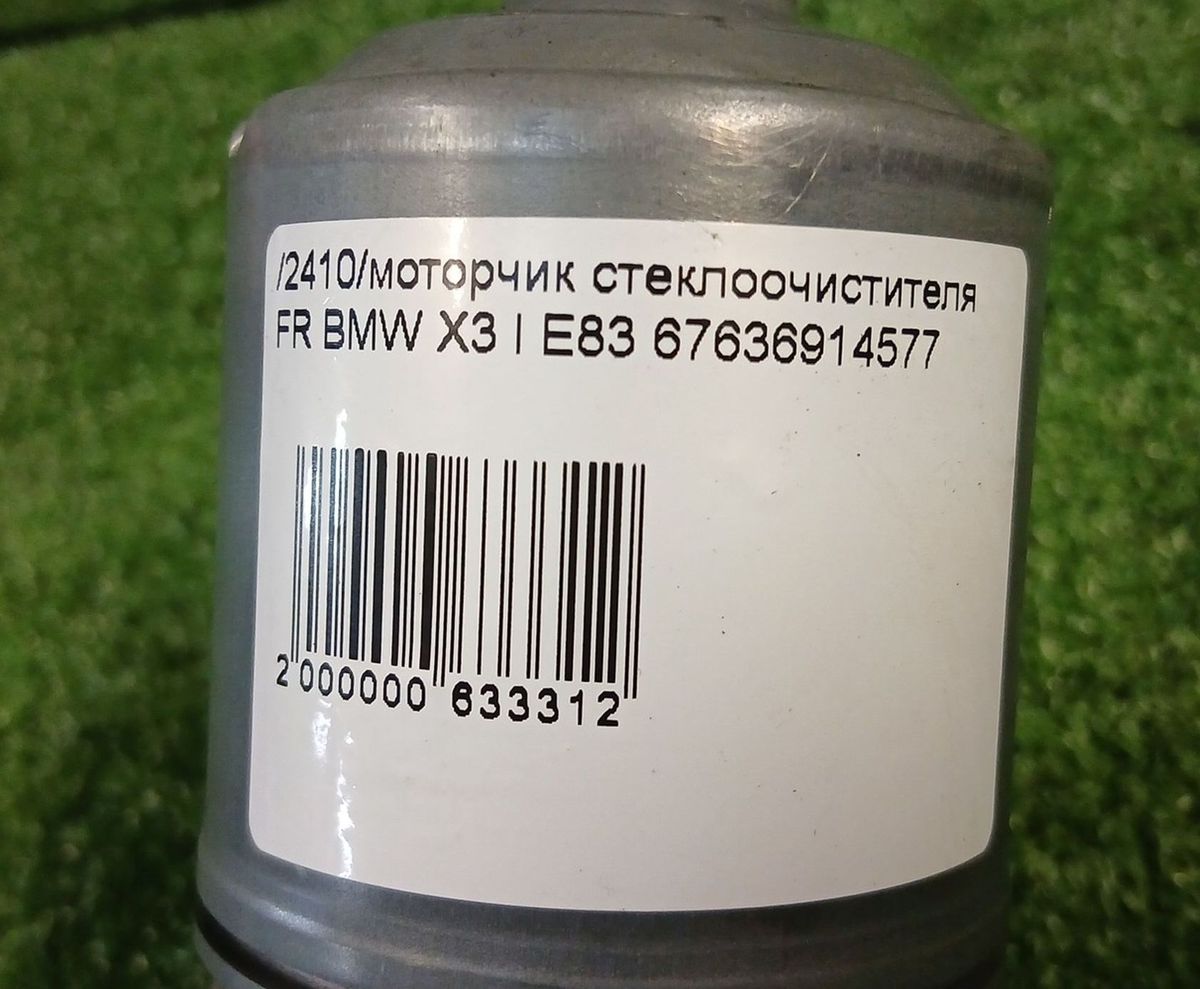 /2410/моторчик стеклоочистителя
FR BMW X3 I E83 67636914577
2 000000 633312